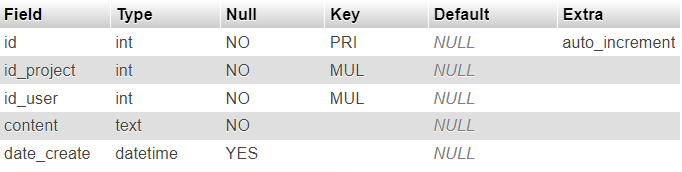 Field Type Null Key Default Extra
id int NO PRI NULL auto_increment
id_project int NO MUL NULL
id_user int NO MUL NULL
content text NO NULL
date_create datetime YES NULL